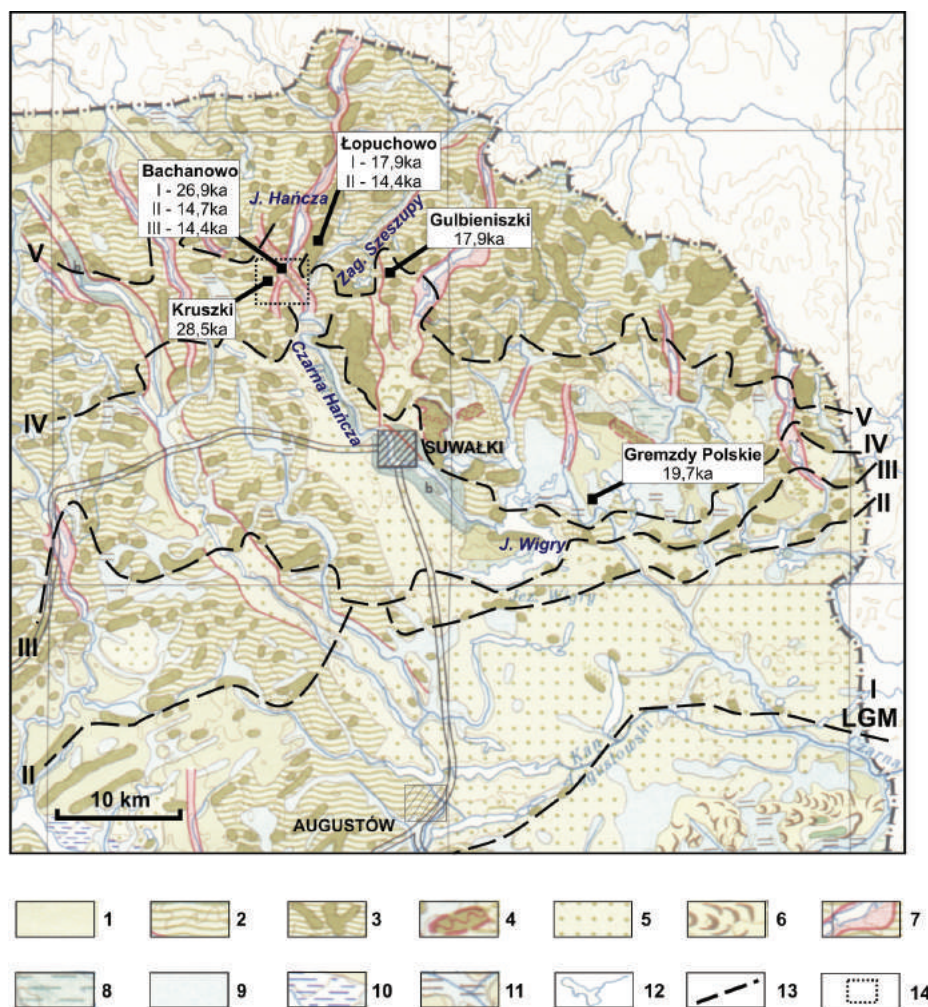 Łopuchowo
I - 17,9ka
II - 14,4ka
Bachanowo
I - 26,9ka
II - 14,7ka
III - 14,4ka
J. Hańcza
Zag. Szeszupy
Gulbieniszki
17,9ka
V
b
Kruszki
28,5ka
Czarna Hańcza
IV
V
IV
SUWAŁKI
Gremzdy Polskie
19,7ka
III
II
b
J. Wigry
Jez. Wigry
III
I
LGM
Kan.
II
10 km
AUGUSTÓW
1
2
3
4
5
6
7
8
9
10
11
12
13
14